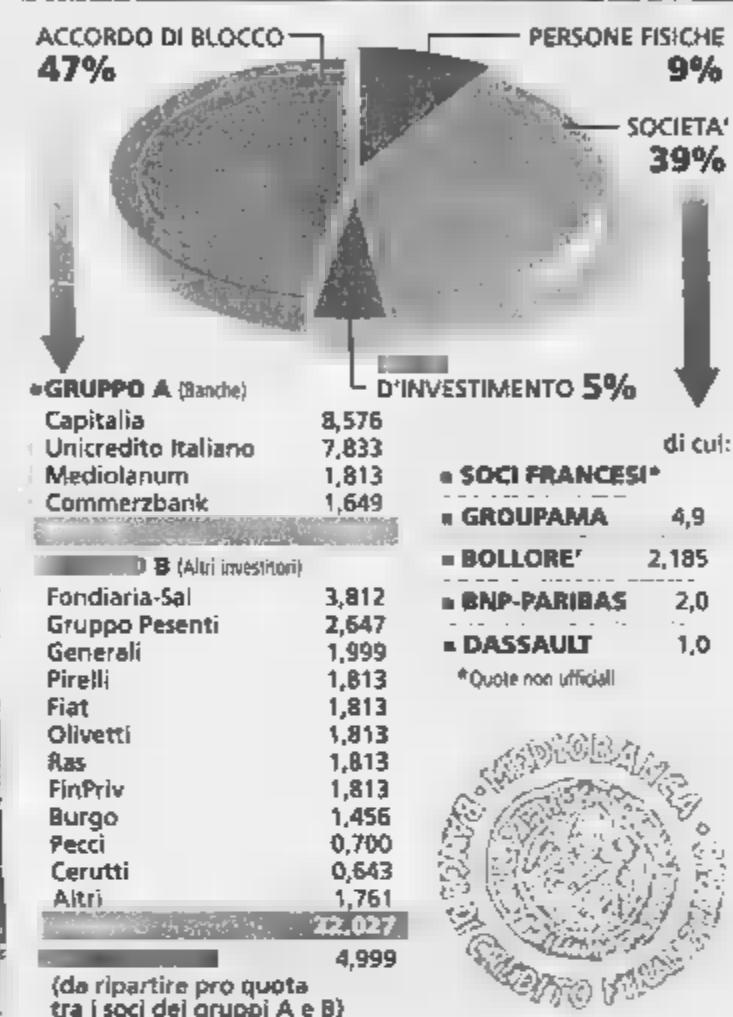 ACCORDO DI BLOCCO
47%
PERSONE FISICHE
9%
SOCIETA'
39%
D'INVESTIMENTO 5%
GRUPPO A (Banche)
Capitalia 8,576
Unicredito Italiano 7,833
Mediolanum 1,813
Commerzbank 1,649
B (Altri investitori)
Fondiaria-Sai 3,812
Gruppo Pesenti 2,647
Generali 1,999
Pirelli 1,813
Fiat 1,813
Olivetti 1,813
Ras 1,813
FinPriv 1,813
Burgo 1,456
Pecci 0,700
Cerutti 0,643
Altri 1,761
22.027
4,999
(da ripartire pro quota
tra i soci dei gruppi A e B)
di cui:
SOCI FRANCESI*
GROUPAMA 4,9
BOLLORE' 2,185
BNP-PARIBAS 2,0
DASSAULT 1,0
*Quote non ufficiali
MEDIOBANCA • BANCA DI CREDITO FINANZIARIO